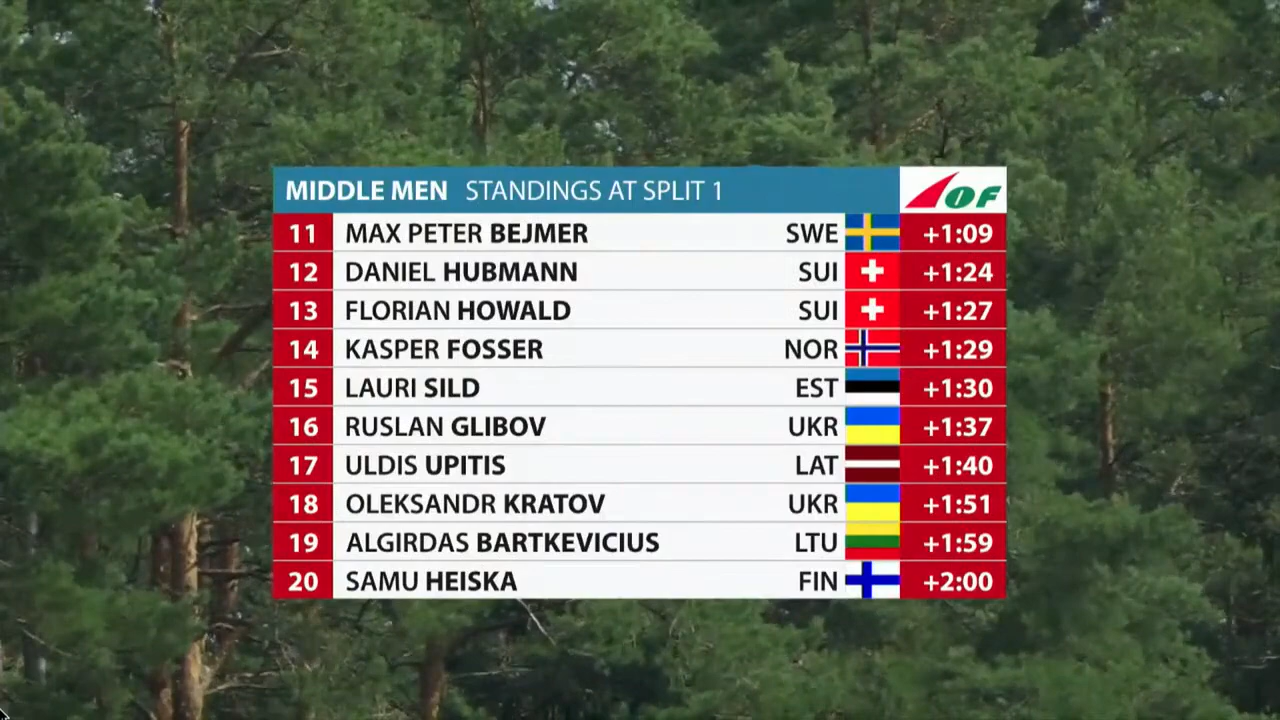 MIDDLE MEN STANDINGS AT SPLIT 1 IOF
11 MAX PETER BEJMER SWE +1:09
12 DANIEL HUBMANN SUI +1:24
13 FLORIAN HOWALD SUI +1:27
14 KASPER FOSSER NOR +1:29
15 LAURI SILD EST +1:30
16 RUSLAN GLIBOV UKR +1:37
17 ULDIS UPITIS LAT +1:40
18 OLEKSANDR KRATOV UKR +1:51
19 ALGIRDAS BARTKEVICIUS LTU +1:59
20 SAMU HEISKA FIN +2:00